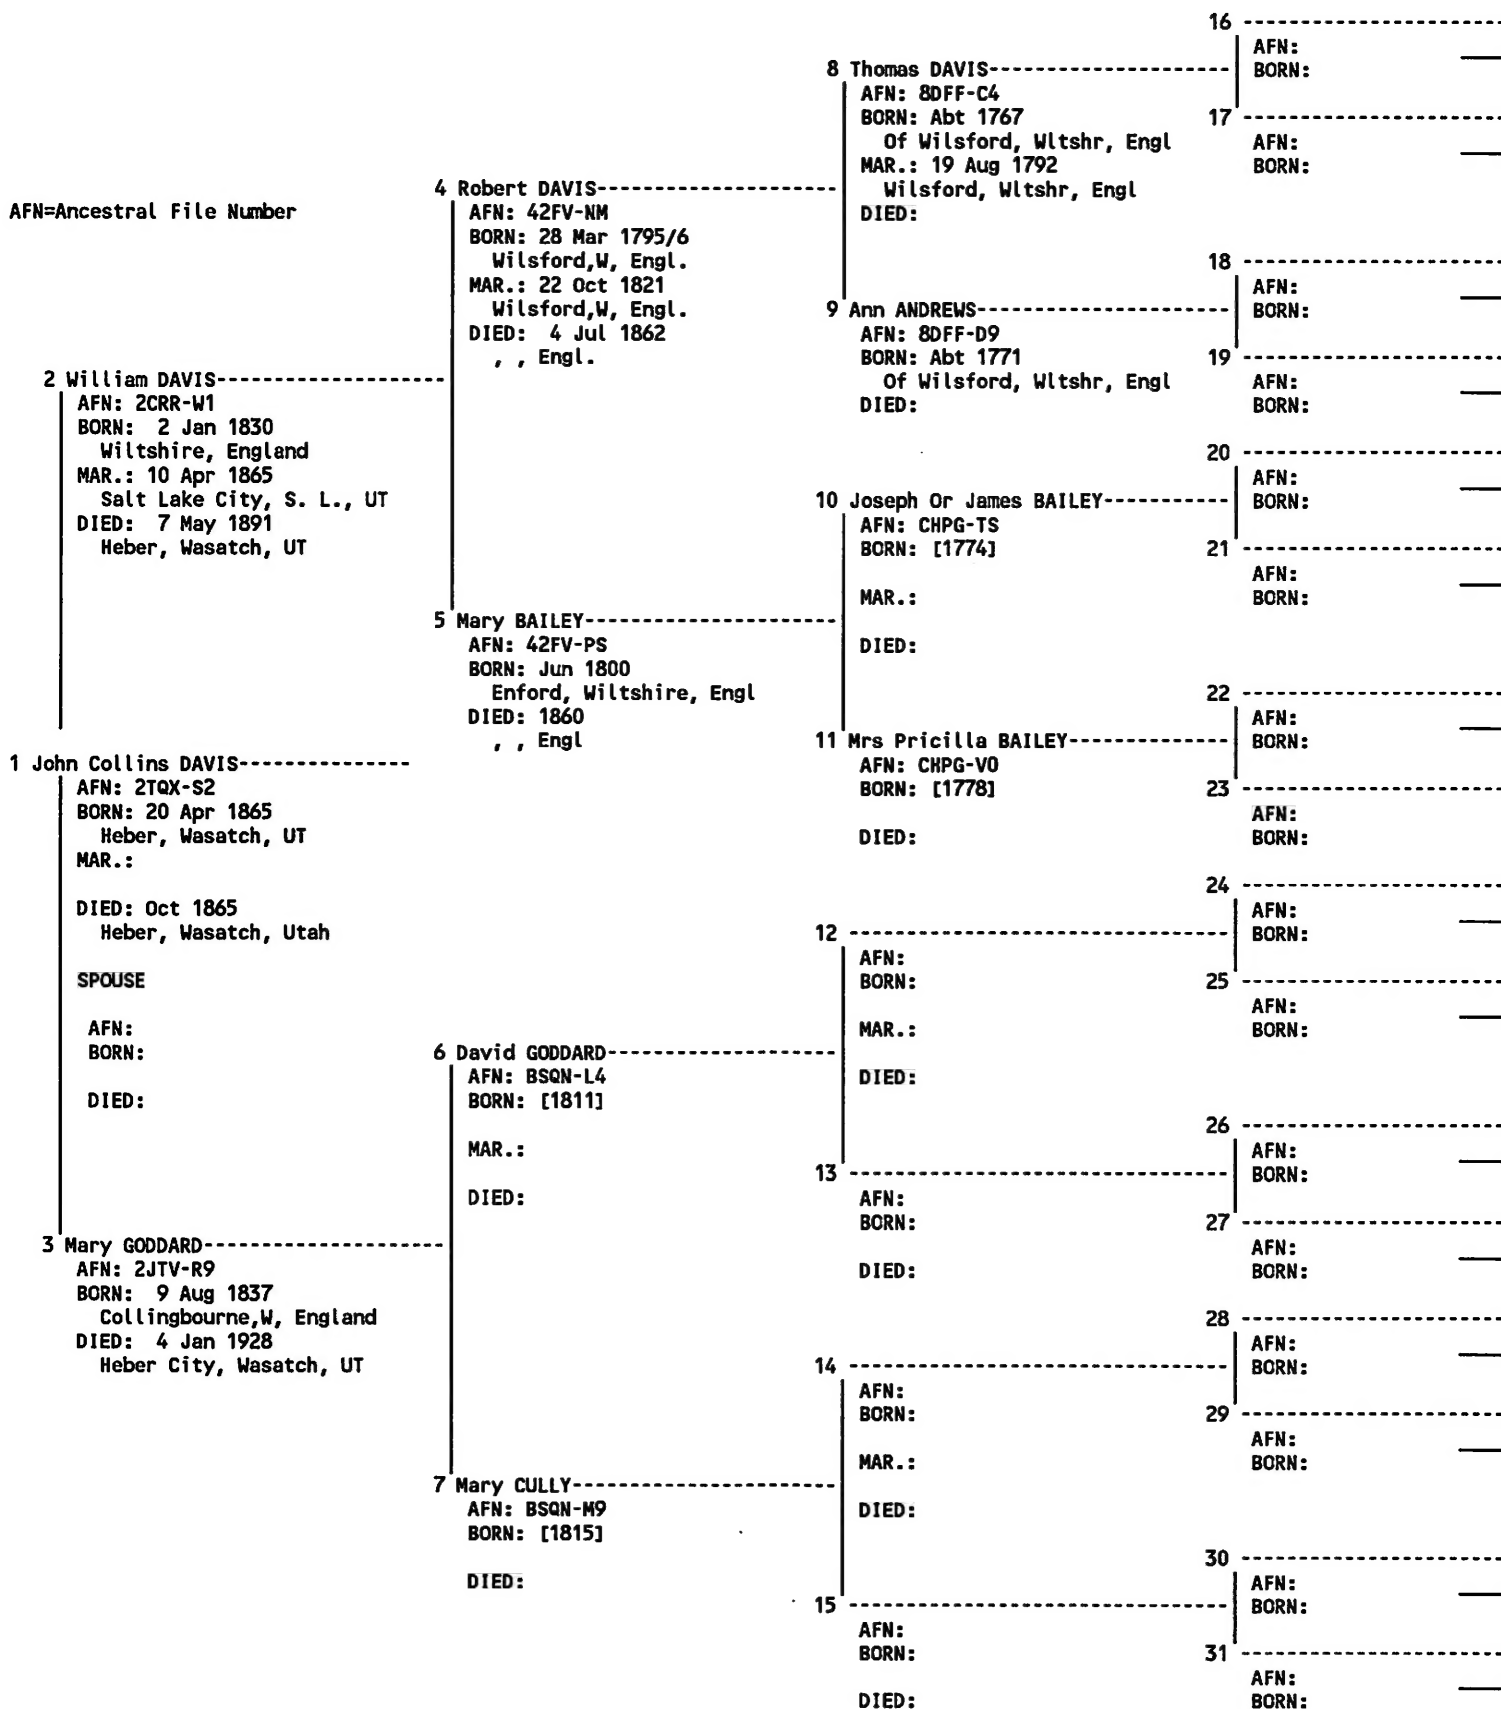 AFN=Ancestral File Number
1 John Collins DAVIS---------------
AFN: 2TQX-S2
BORN: 20 Apr 1865
Heber, Wasatch, UT
MAR.:
DIED: Oct 1865
Heber, Wasatch, Utah
SPOUSE
AFN:
BORN:
DIED:
2 William DAVIS--------------------
AFN: 2CRR-W1
BORN:  2 Jan 1830
Wiltshire, England
MAR.: 10 Apr 1865
Salt Lake City, S. L., UT
DIED:  7 May 1891
Heber, Wasatch, UT
3 Mary GODDARD---------------------
AFN: 2JTV-R9
BORN:  9 Aug 1837
Collingbourne,W, England
DIED:  4 Jan 1928
Heber City, Wasatch, UT
4 Robert DAVIS---------------------
AFN: 42FV-NM
BORN: 28 Mar 1795/6
Wilsford,W, Engl.
MAR.: 22 Oct 1821
Wilsford,W, Engl.
DIED:  4 Jul 1862
, , Engl.
5 Mary BAILEY----------------------
AFN: 42FV-PS
BORN: Jun 1800
Enford, Wiltshire, Engl
DIED: 1860
, , Engl
6 David GODDARD--------------------
AFN: BSQN-L4
BORN: [1811]
MAR.:
DIED:
7 Mary CULLY-----------------------
AFN: BSQN-M9
BORN: [1815]
DIED:
8 Thomas DAVIS---------------------
AFN: 8DFF-C4
BORN: Abt 1767
Of Wilsford, Wltshr, Engl
MAR.: 19 Aug 1792
Wilsford, Wltshr, Engl
DIED:
9 Ann ANDREWS----------------------
AFN: 8DFF-D9
BORN: Abt 1771
Of Wilsford, Wltshr, Engl
DIED:
10 Joseph Or James BAILEY-----------
AFN: CHPG-TS
BORN: [1774]
MAR.:
DIED:
11 Mrs Pricilla BAILEY--------------
AFN: CHPG-V0
BORN: [1778]
DIED:
12 ---------------------------------
AFN:
BORN:
MAR.:
DIED:
13 ---------------------------------
AFN:
BORN:
DIED:
14 ---------------------------------
AFN:
BORN:
MAR.:
DIED:
15 ---------------------------------
AFN:
BORN:
DIED:
16 -----------------------
AFN:
BORN:
17 -----------------------
AFN:
BORN:
18 -----------------------
AFN:
BORN:
19 -----------------------
AFN:
BORN:
20 -----------------------
AFN:
BORN:
21 -----------------------
AFN:
BORN:
22 -----------------------
AFN:
BORN:
23 -----------------------
AFN:
BORN:
24 -----------------------
AFN:
BORN:
25 -----------------------
AFN:
BORN:
26 -----------------------
AFN:
BORN:
27 -----------------------
AFN:
BORN:
28 -----------------------
AFN:
BORN:
29 -----------------------
AFN:
BORN:
30 -----------------------
AFN:
BORN:
31 -----------------------
AFN:
BORN: